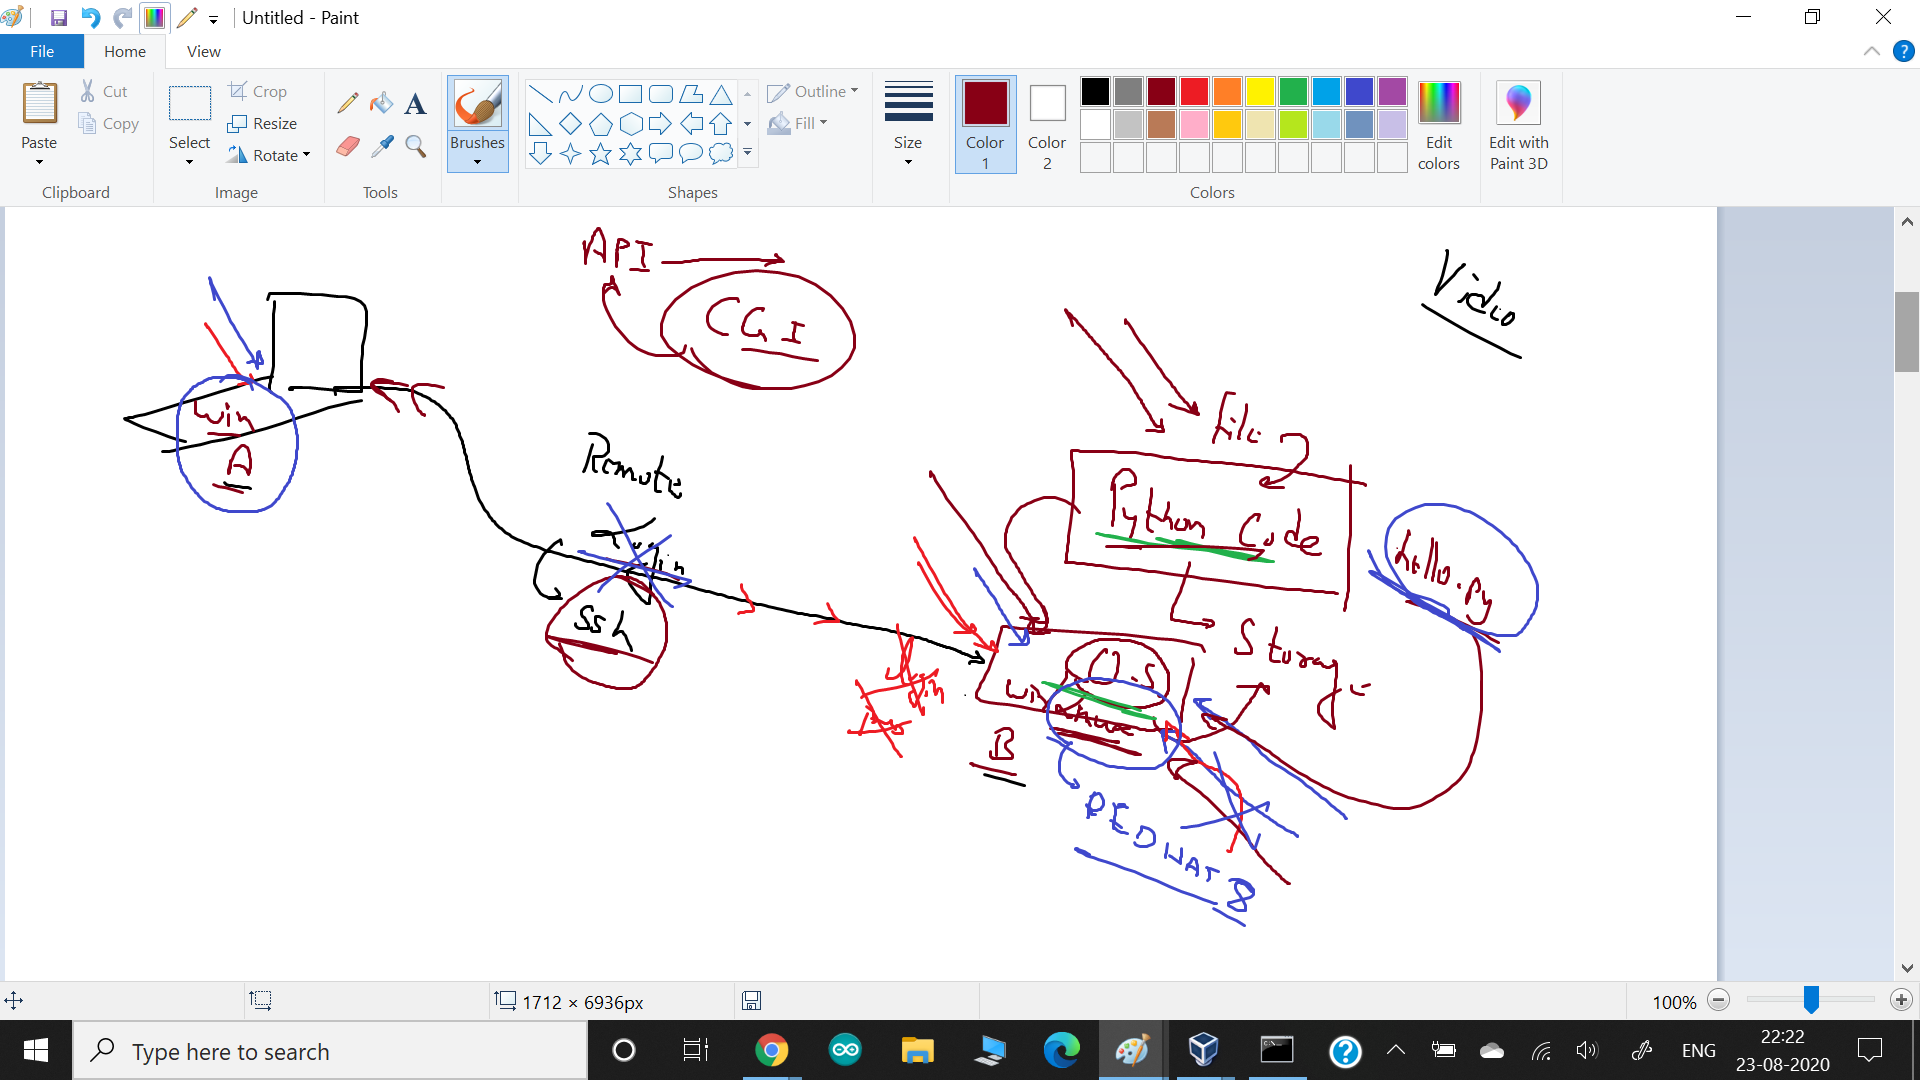 Untitled - Paint
File
Home
View
Paste
Cut
Copy
Clipboard
Select
Crop
Resize
Rotate
Image
Tools
Brushes
Shapes
Outline
Fill
Size
Color 1
Color 2
Edit colors
Colors
Edit with Paint 3D
API
CGI
Video
Win
A
Remote
Login
ssh
File
Python Code
hello.py
Storage
O.S
Win
Linux
B
REDHAT 8
1712 × 6936px
100%
Type here to search
ENG
22:22
23-08-2020